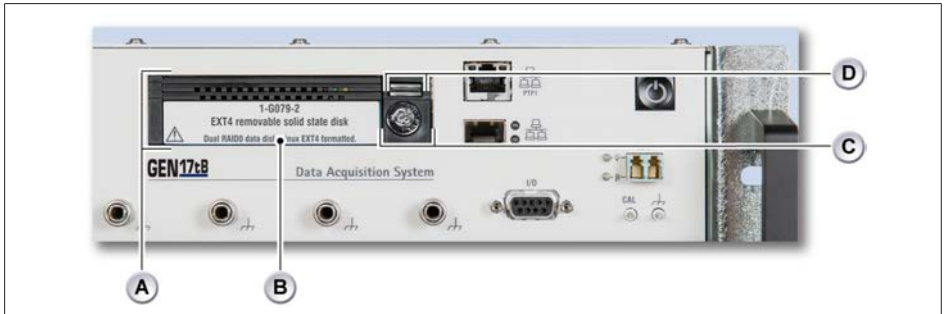 D
PTP1
1-G079-2
EXT4 removable solid state disk
Dual RAID0 data disk Linux EXT4 formatted.
C
GEN17tB
Data Acquisition System
I/O
CAL
A
B